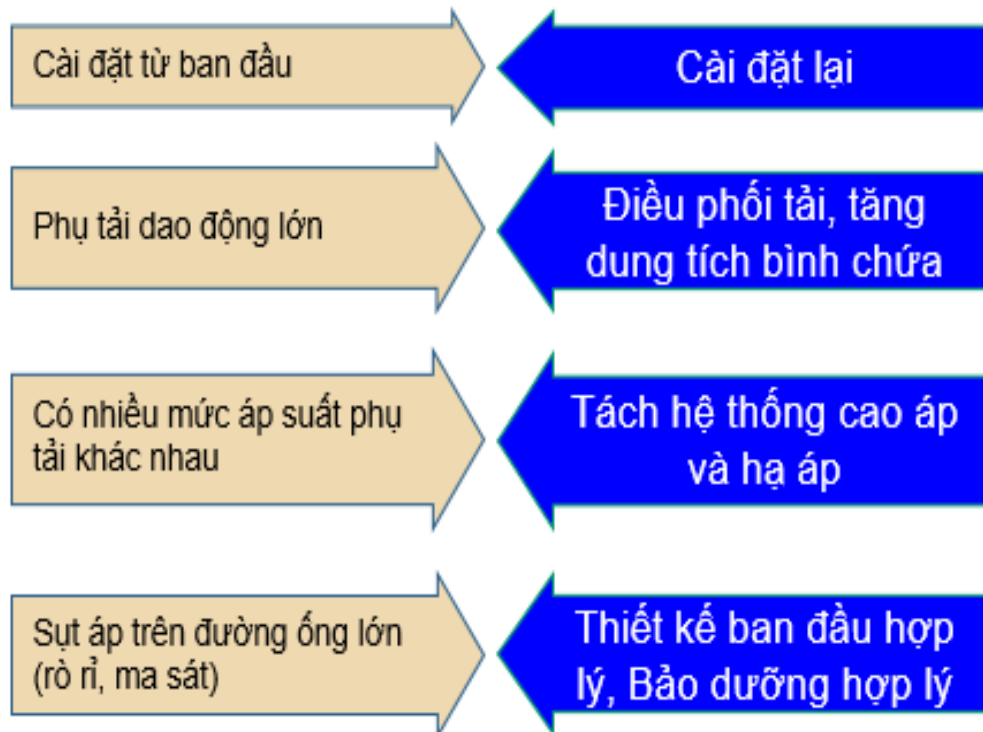 Cài đặt từ ban đầu
Cài đặt lại
Phụ tải dao động lớn
Điều phối tải, tăng
dung tích bình chứa
Có nhiều mức áp suất phụ
tải khác nhau
Tách hệ thống cao áp
và hạ áp
Sụt áp trên đường ống lớn
(rò rỉ, ma sát)
Thiết kế ban đầu hợp
lý, Bảo dưỡng hợp lý